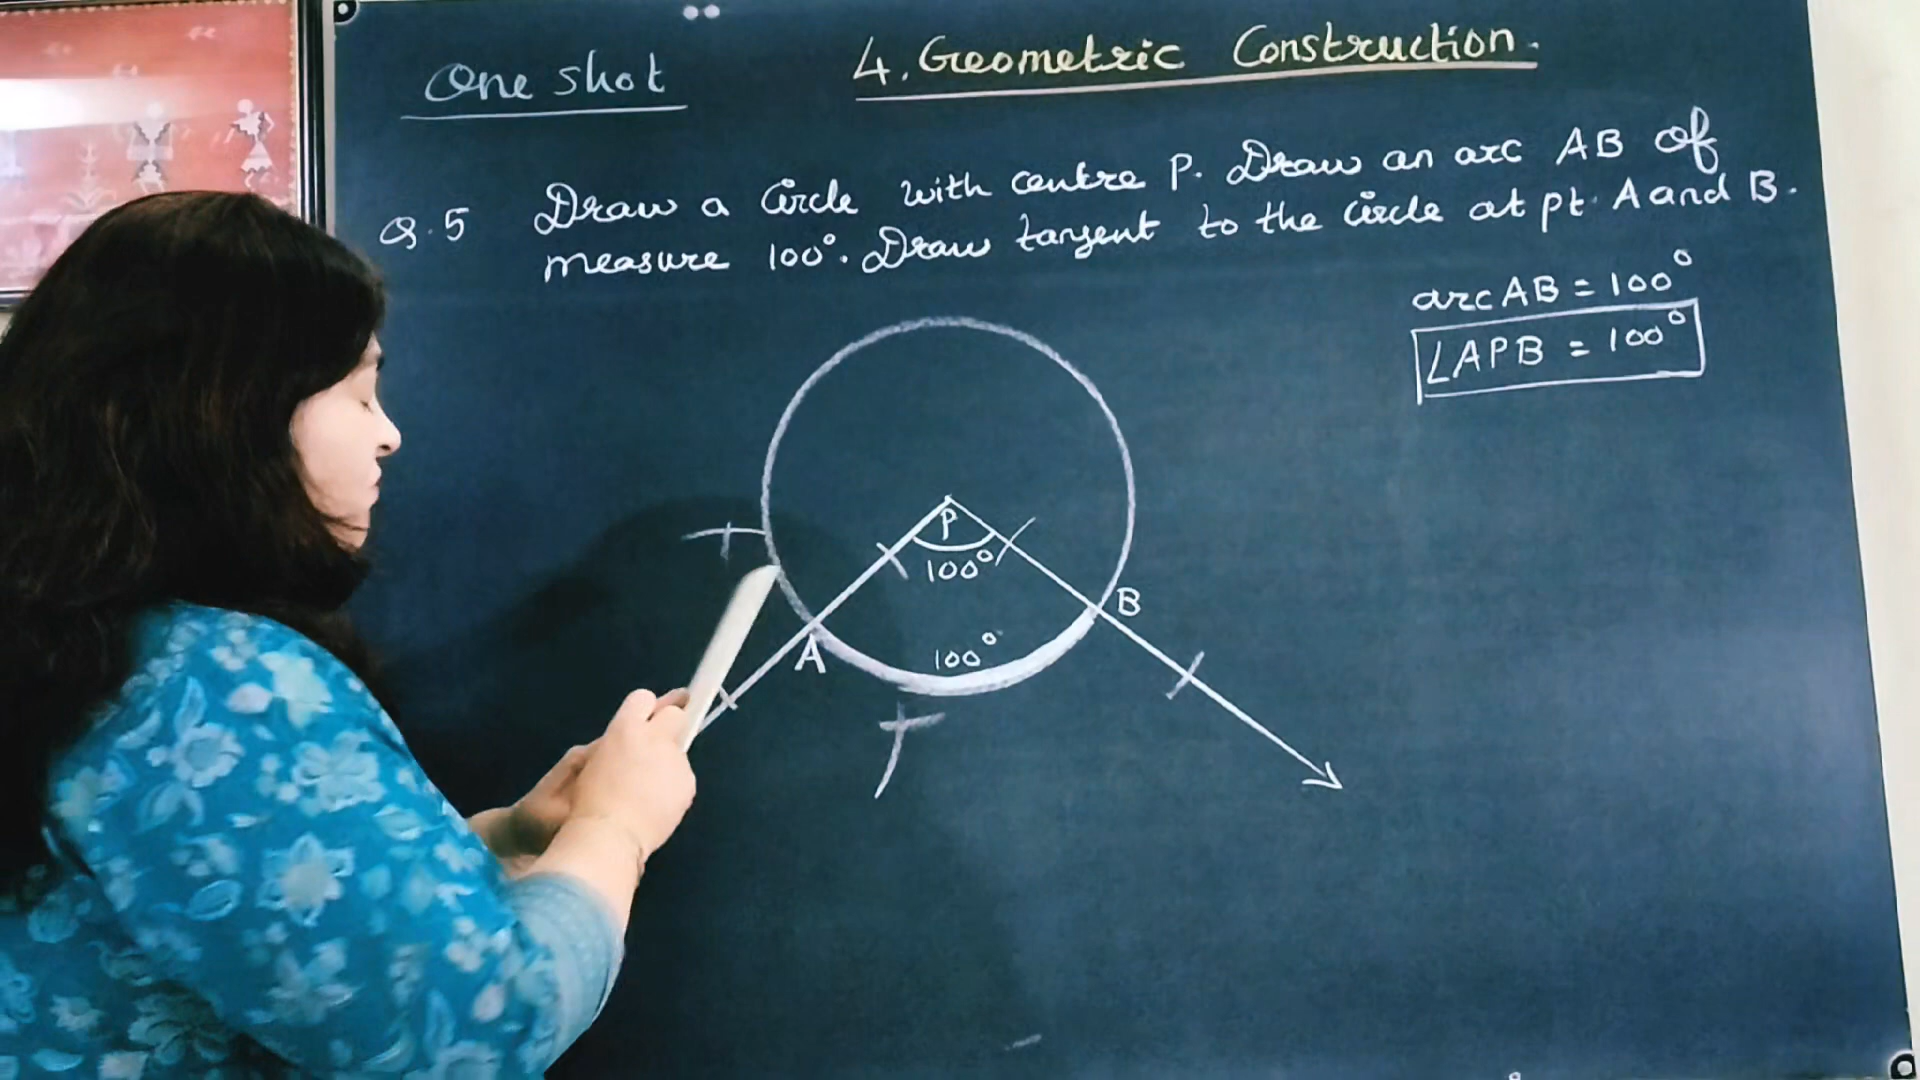 One shot
4. Geometric Construction.
Q.5 Draw a Circle with centre P. Draw an arc AB of
measure 100°. Draw tangent to the circle at pt. A and B.
arc AB = 100°
∠APB = 100°
P
100°
B
A
100°